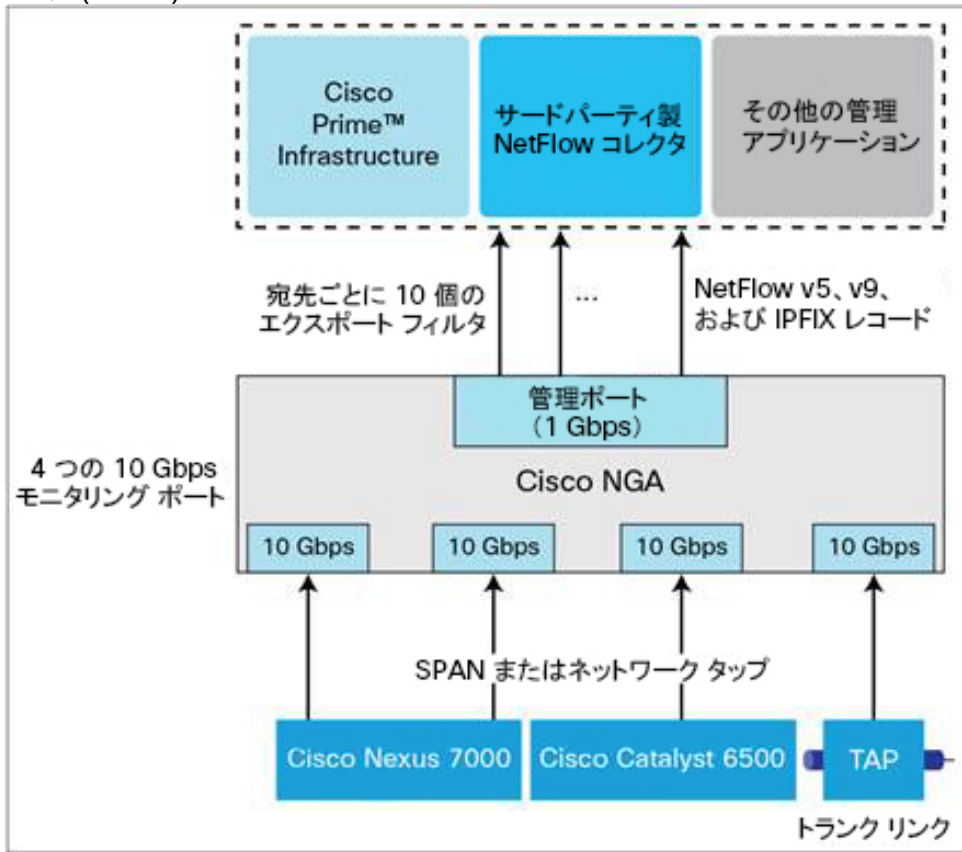 Cisco
Prime™
Infrastructure
サードパーティ製
NetFlow コレクタ
その他の管理
アプリケーション
宛先ごとに 10 個の
エクスポート フィルタ
...
NetFlow v5、v9、
および IPFIX レコード
管理ポート
(1 Gbps)
4 つの 10 Gbps
モニタリング ポート
Cisco NGA
10 Gbps
10 Gbps
10 Gbps
10 Gbps
SPAN またはネットワーク タップ
Cisco Nexus 7000
Cisco Catalyst 6500
TAP
トランク リンク